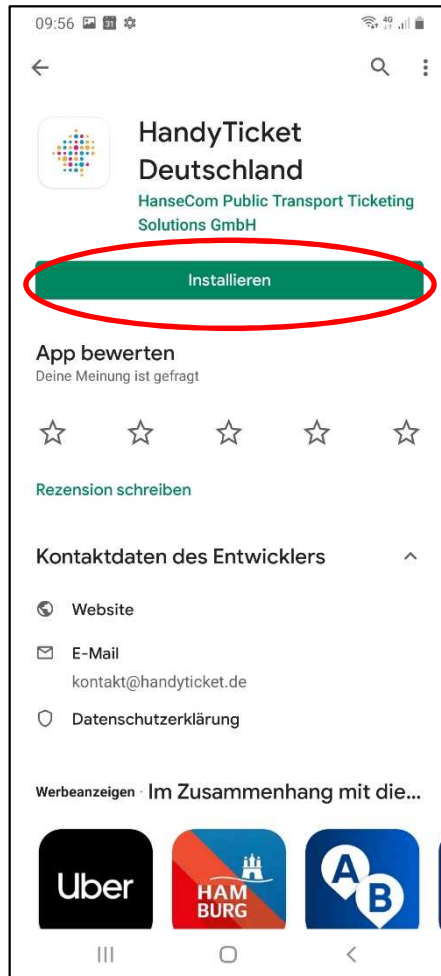 09:56
4G
HandyTicket
Deutschland
HanseCom Public Transport Ticketing
Solutions GmbH
Installieren
App bewerten
Deine Meinung ist gefragt
Rezension schreiben
Kontaktdaten des Entwicklers
Website
E-Mail
kontakt@handyticket.de
Datenschutzerklärung
Werbeanzeigen · Im Zusammenhang mit die...
Uber
HAM
BURG
A
B